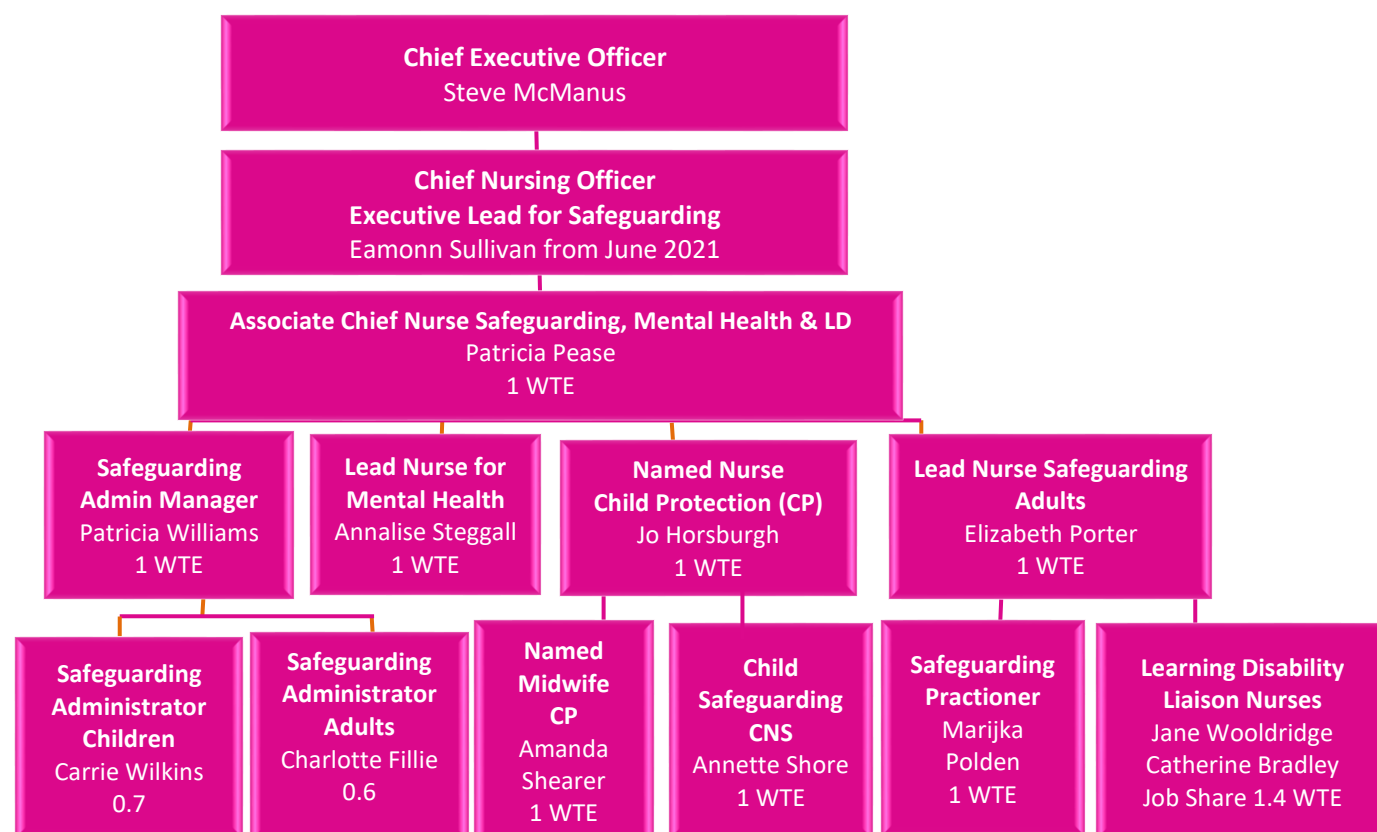 Chief Executive Officer
Steve McManus
Chief Nursing Officer
Executive Lead for Safeguarding
Eamonn Sullivan from June 2021
Associate Chief Nurse Safeguarding, Mental Health & LD
Patricia Pease
1 WTE
Safeguarding
Admin Manager
Patricia Williams
1 WTE
Lead Nurse for
Mental Health
Annalise Steggall
1 WTE
Named Nurse
Child Protection (CP)
Jo Horsburgh
1 WTE
Lead Nurse Safeguarding
Adults
Elizabeth Porter
1 WTE
Safeguarding
Administrator
Children
Carrie Wilkins
0.7
Safeguarding
Administrator
Adults
Charlotte Fillie
0.6
Named
Midwife
CP
Amanda
Shearer
1 WTE
Child
Safeguarding
CNS
Annette Shore
1 WTE
Safeguarding
Practioner
Marijka
Polden
1 WTE
Learning Disability
Liaison Nurses
Jane Wooldridge
Catherine Bradley
Job Share 1.4 WTE